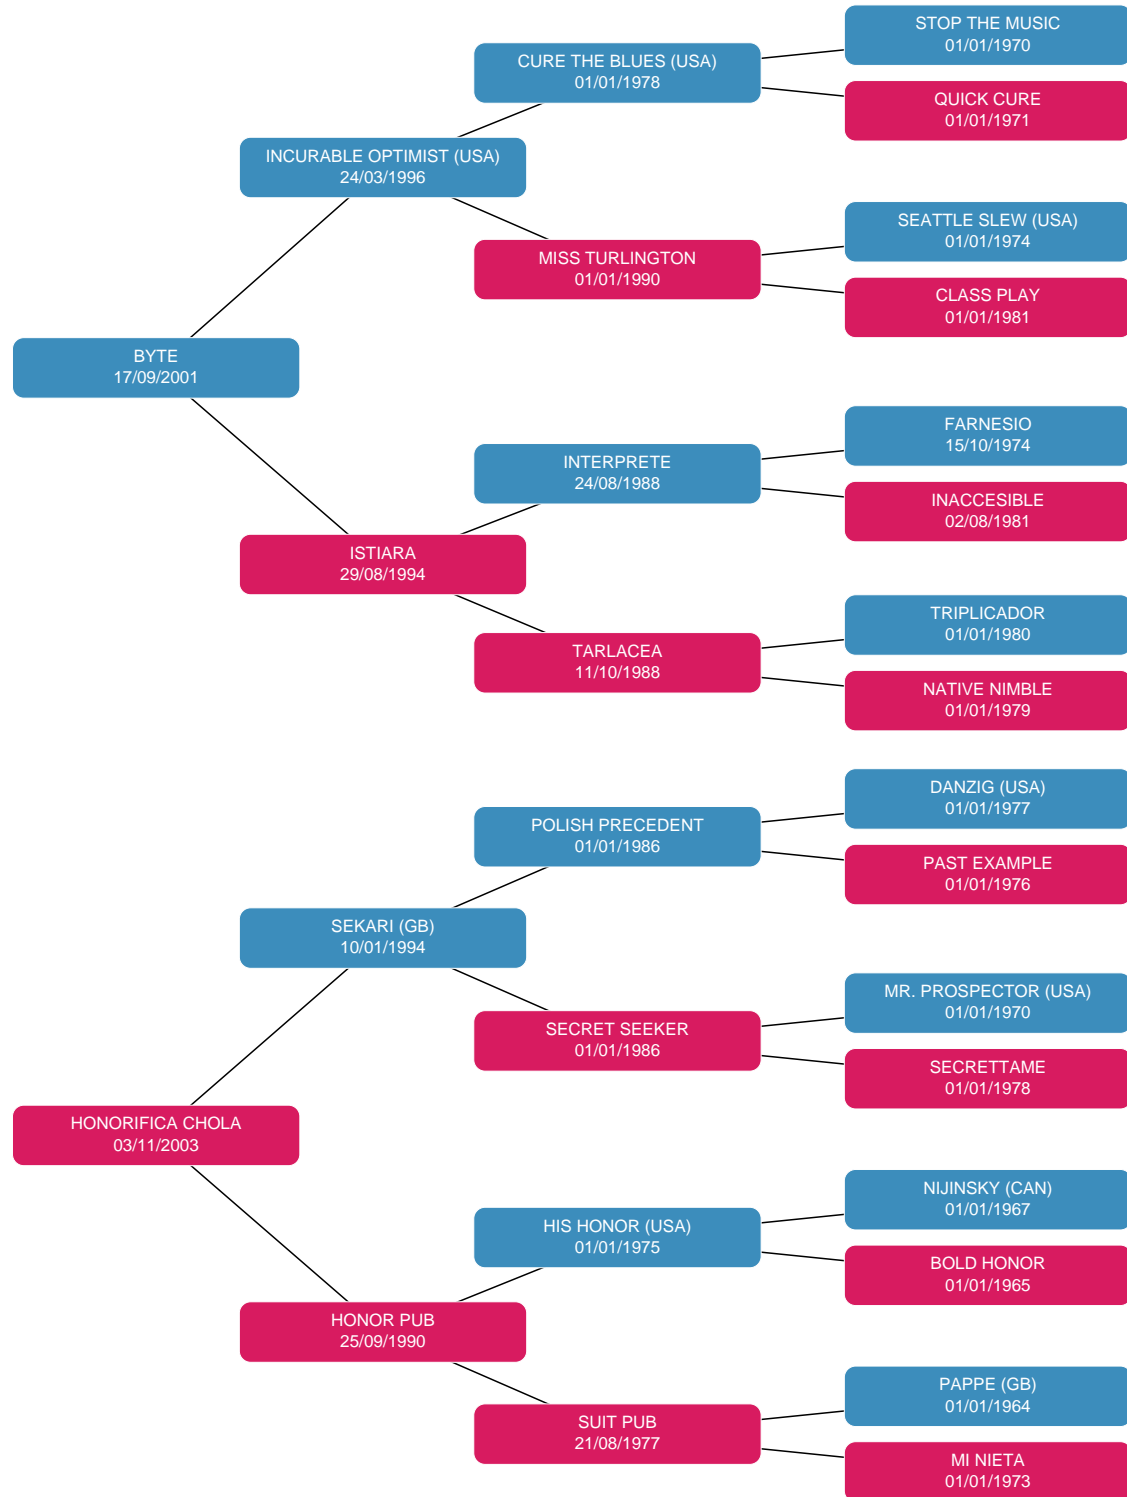 STOP THE MUSIC
01/01/1970
CURE THE BLUES (USA)
01/01/1978
QUICK CURE
01/01/1971
INCURABLE OPTIMIST (USA)
24/03/1996
SEATTLE SLEW (USA)
01/01/1974
MISS TURLINGTON
01/01/1990
CLASS PLAY
01/01/1981
BYTE
17/09/2001
FARNESIO
15/10/1974
INTERPRETE
24/08/1988
INACCESIBLE
02/08/1981
ISTIARA
29/08/1994
TRIPLICADOR
01/01/1980
TARLACEA
11/10/1988
NATIVE NIMBLE
01/01/1979
DANZIG (USA)
01/01/1977
POLISH PRECEDENT
01/01/1986
PAST EXAMPLE
01/01/1976
SEKARI (GB)
10/01/1994
MR. PROSPECTOR (USA)
01/01/1970
SECRET SEEKER
01/01/1986
SECRETTAME
01/01/1978
HONORIFICA CHOLA
03/11/2003
NIJINSKY (CAN)
01/01/1967
HIS HONOR (USA)
01/01/1975
BOLD HONOR
01/01/1965
HONOR PUB
25/09/1990
PAPPE (GB)
01/01/1964
SUIT PUB
21/08/1977
MI NIETA
01/01/1973